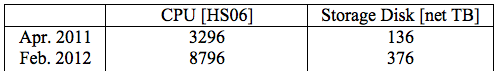 CPU [HS06] Storage Disk [net TB]
Apr. 2011 3296 136
Feb. 2012 8796 376